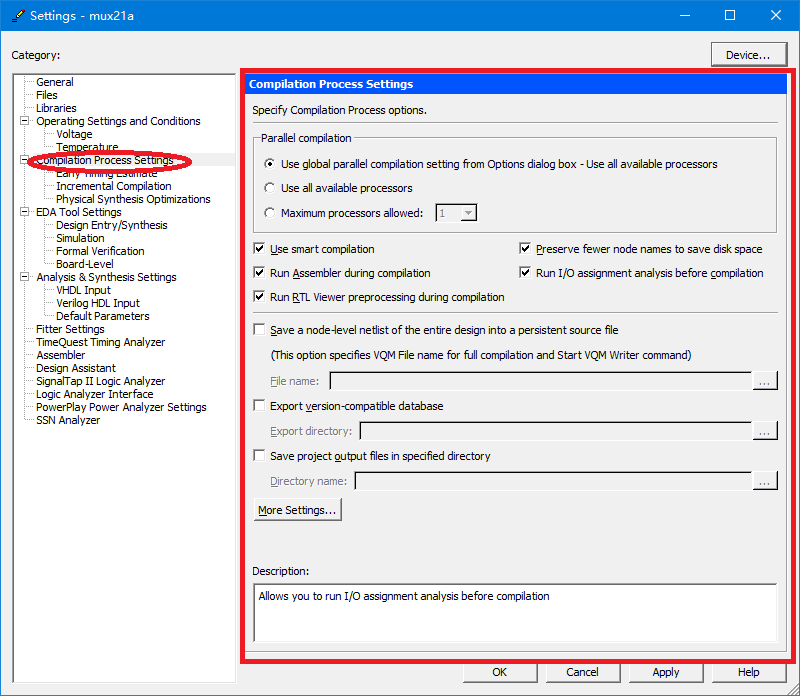 Settings - mux21a
Category:
Device...
General
Files
Libraries
Operating Settings and Conditions
Voltage
Temperature
Compilation Process Settings
Early Timing Estimate
Incremental Compilation
Physical Synthesis Optimizations
EDA Tool Settings
Design Entry/Synthesis
Simulation
Formal Verification
Board-Level
Analysis & Synthesis Settings
VHDL Input
Verilog HDL Input
Default Parameters
Fitter Settings
TimeQuest Timing Analyzer
Assembler
Design Assistant
SignalTap II Logic Analyzer
Logic Analyzer Interface
PowerPlay Power Analyzer Settings
SSN Analyzer
Compilation Process Settings
Specify Compilation Process options.
Parallel compilation
Use global parallel compilation setting from Options dialog box - Use all available processors
Use all available processors
Maximum processors allowed: 1
Use smart compilation
Preserve fewer node names to save disk space
Run Assembler during compilation
Run I/O assignment analysis before compilation
Run RTL Viewer preprocessing during compilation
Save a node-level netlist of the entire design into a persistent source file
(This option specifies VQM File name for full compilation and Start VQM Writer command)
File name: ...
Export version-compatible database
Export directory: ...
Save project output files in specified directory
Directory name: ...
More Settings...
Description:
Allows you to run I/O assignment analysis before compilation
OK Cancel Apply Help